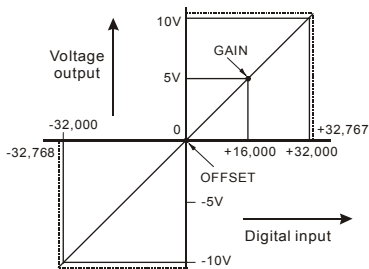 10V
Voltage
output
GAIN
5V
-32,000
0
+32,767
-32,768
+16,000
+32,000
OFFSET
-5V
Digital input
-10V